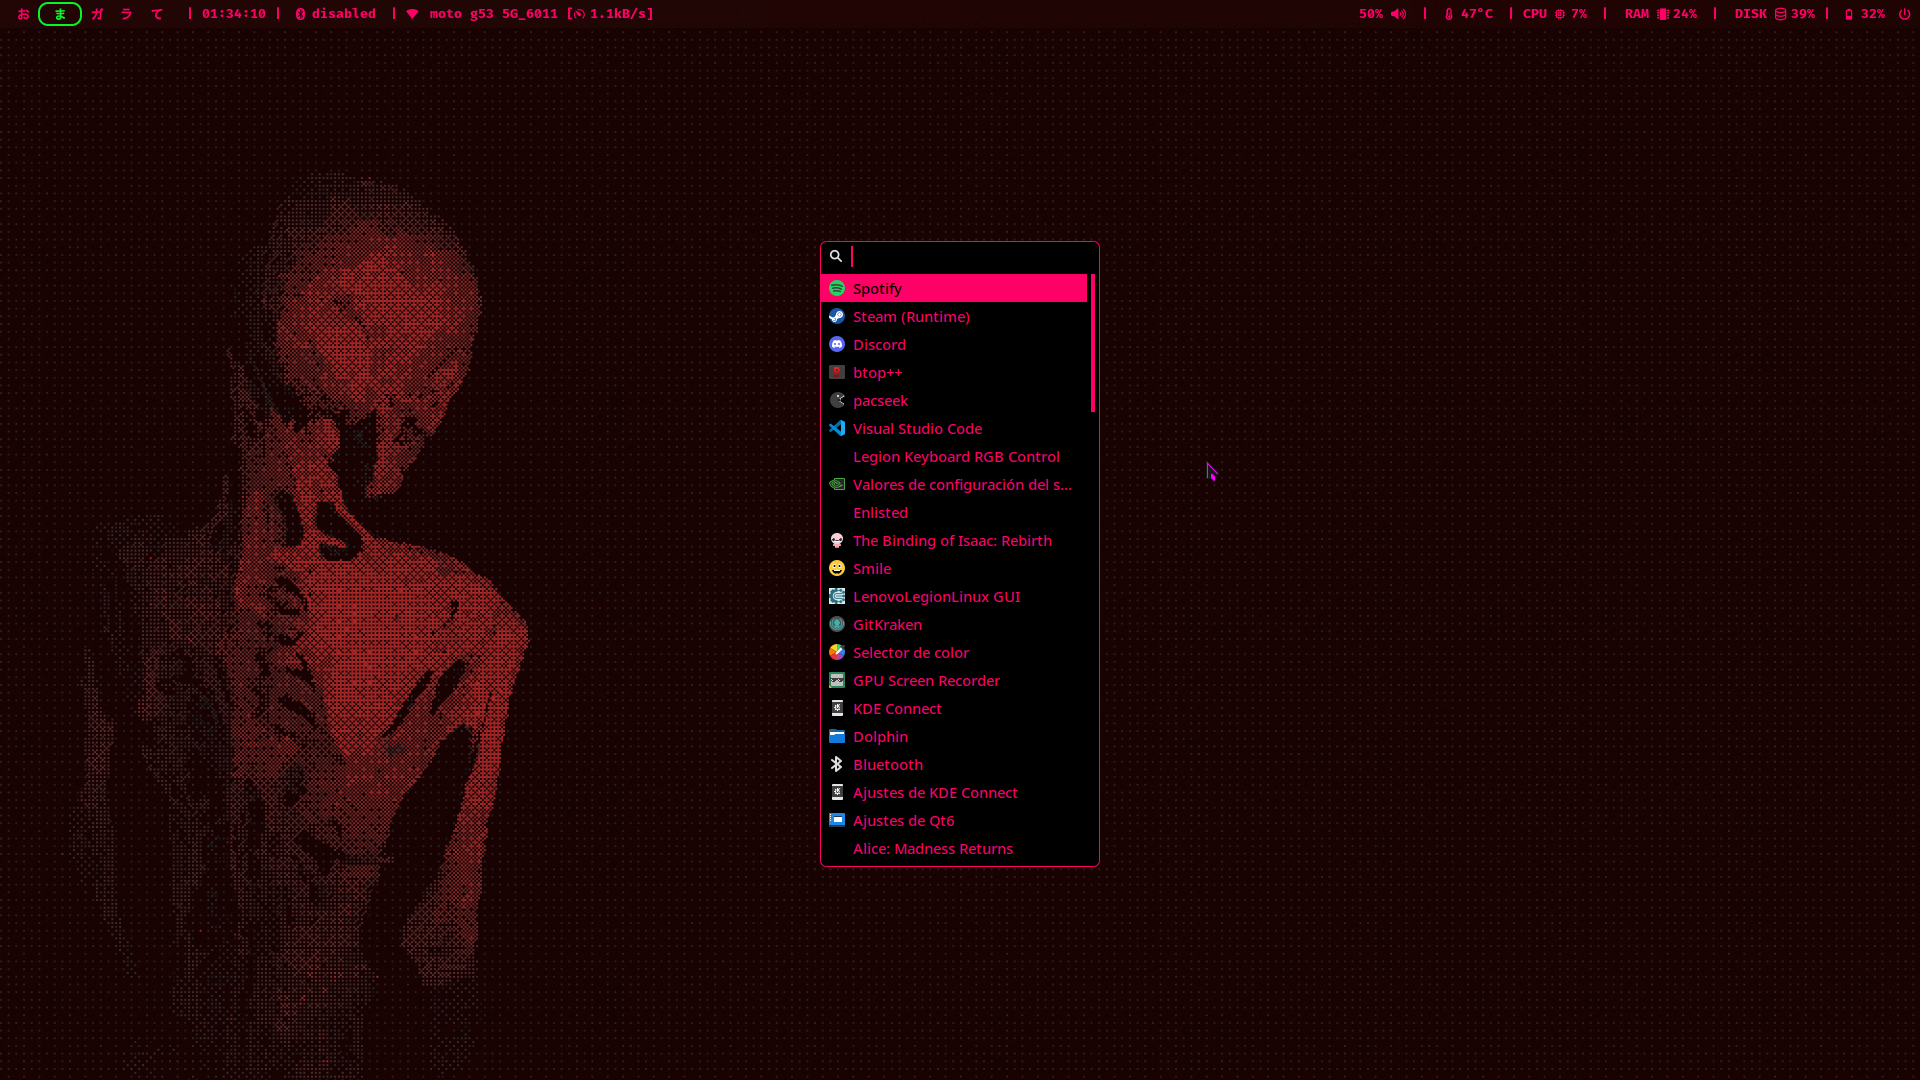 お ま ガ ラ て | 01:34:10 | disabled | moto g53 5G_6011 [1.1kB/s] 50% | 47°C | CPU 7% | RAM 24% | DISK 39% | 32%
Spotify
Steam (Runtime)
Discord
btop++
pacseek
Visual Studio Code
Legion Keyboard RGB Control
Valores de configuración del s...
Enlisted
The Binding of Isaac: Rebirth
Smile
LenovoLegionLinux GUI
GitKraken
Selector de color
GPU Screen Recorder
KDE Connect
Dolphin
Bluetooth
Ajustes de KDE Connect
Ajustes de Qt6
Alice: Madness Returns